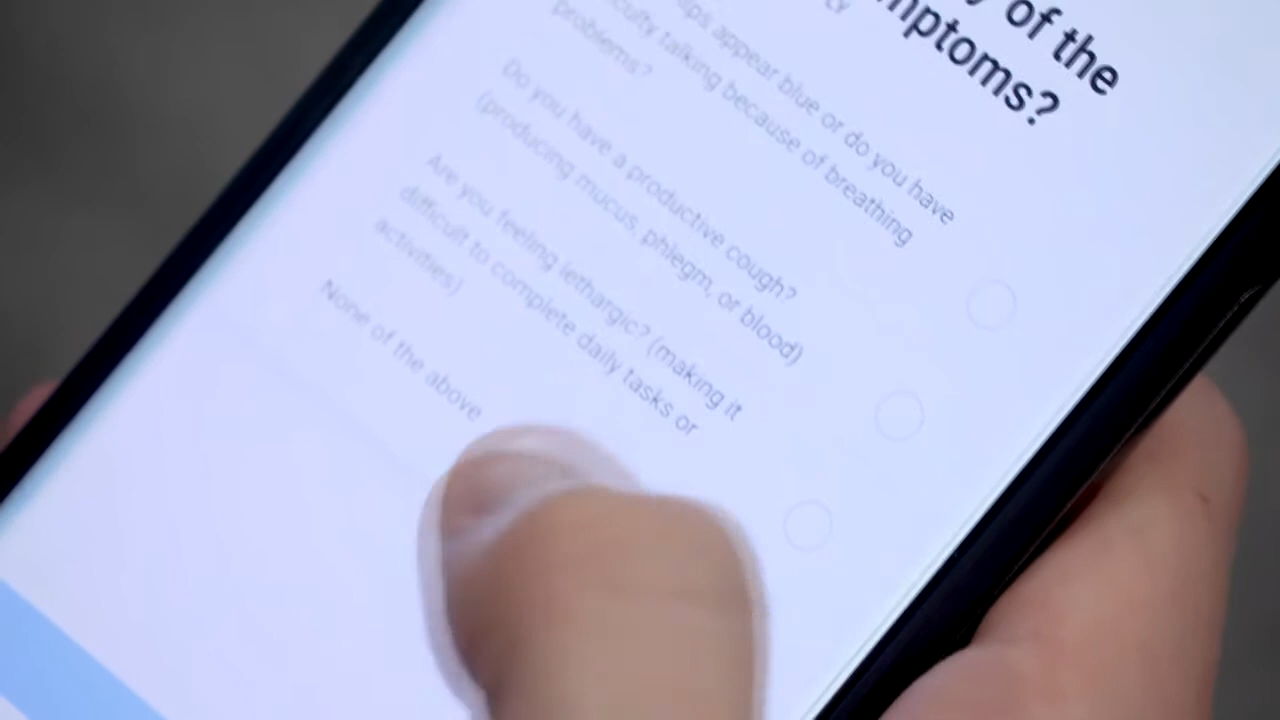 of the
mptoms?
ps appear blue or do you have
culty talking because of breathing
problems?
Do you have a productive cough?
(producing mucus, phlegm, or blood)
Are you feeling lethargic? (making it
difficult to complete daily tasks or
activities)
None of the above